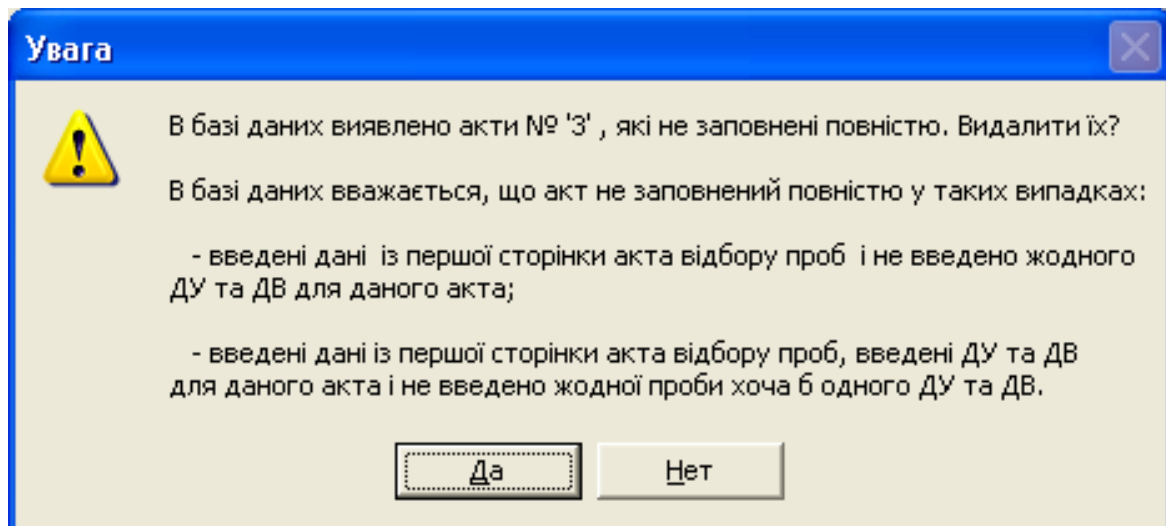 Увага
В базі даних виявлено акти № '3' , які не заповнені повністю. Видалити їх?
В базі даних вважається, що акт не заповнений повністю у таких випадках:
- введені дані  із першої сторінки акта відбору проб  і не введено жодного
ДУ та ДВ для даного акта;
- введені дані із першої сторінки акта відбору проб, введені ДУ та ДВ
для даного акта і не введено жодної проби хоча б одного ДУ та ДВ.
Да
Нет